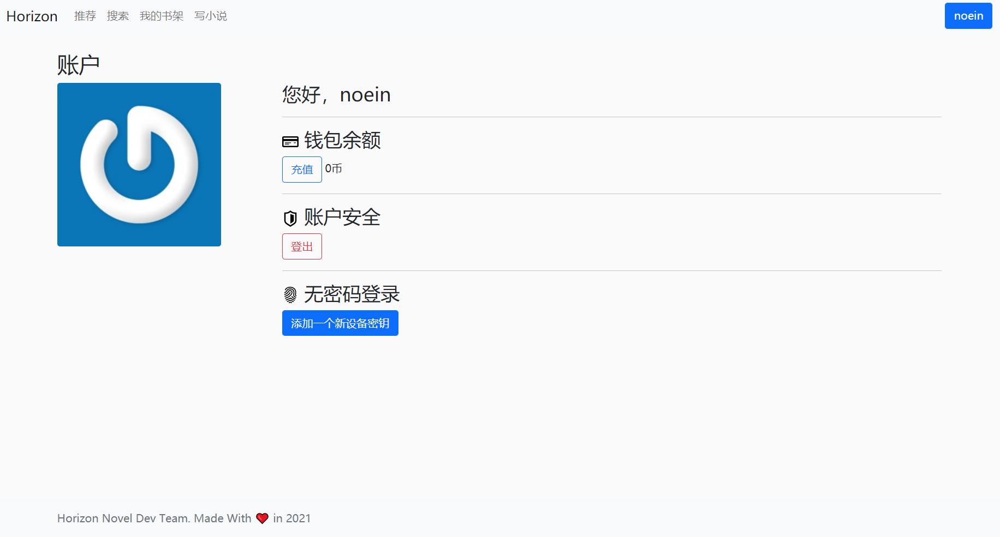 Horizon 推荐 搜索 我的书架 写小说 noein
账户
您好，noein
钱包余额
充值 0币
账户安全
登出
无密码登录
添加一个新设备密钥
Horizon Novel Dev Team. Made With ❤ in 2021